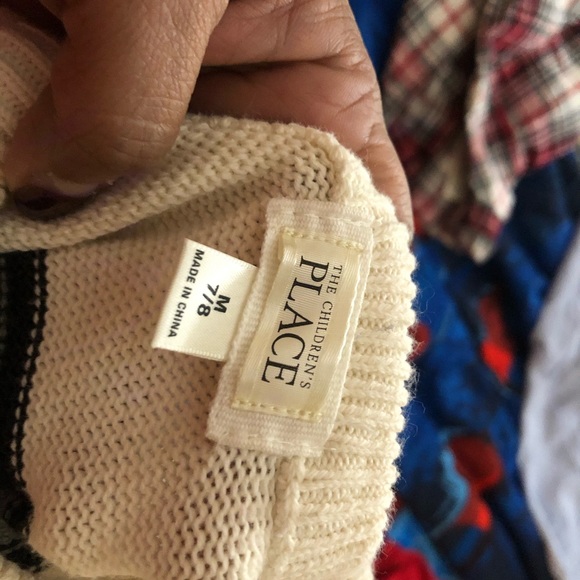 THE CHILDREN'S
PLACE
M
7/8
MADE IN CHINA